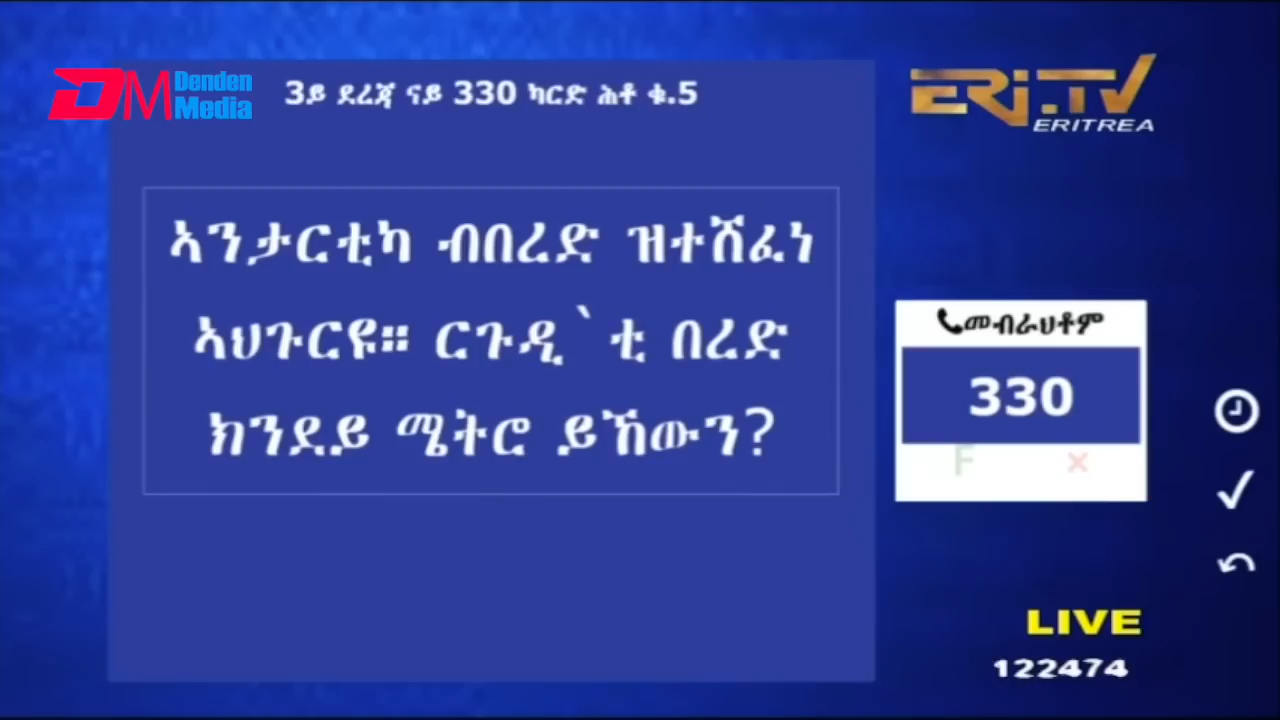 DM Denden Media
3ይ ደረጃ ናይ 330 ካርድ ሕቶ ቁ.5
ERi.TV
ERITREA
ኣንታርቲካ ብበረድ ዝተሸፈነ
ኣህጉርዩ። ርጉዲ`ቲ በረድ
ክንደይ ሜትሮ ይኸውን?
መብራህቶም
330
F ×
LIVE
122474